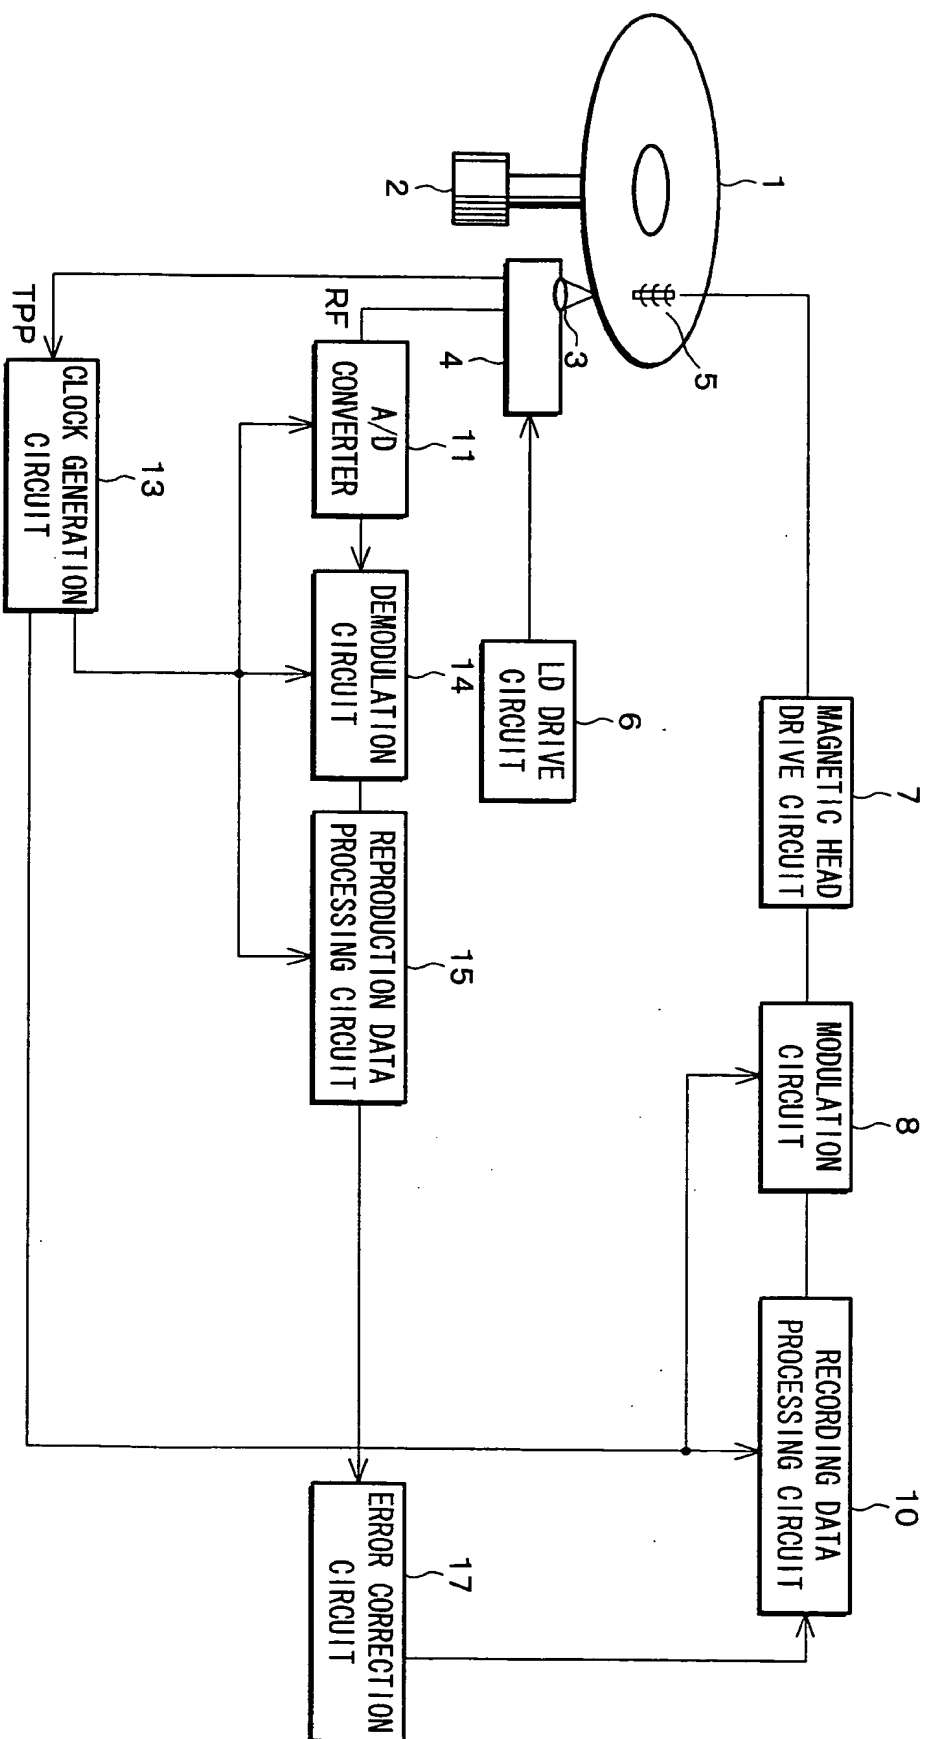 1
2
3
4
5
7
MAGNETIC HEAD
DRIVE CIRCUIT
8
MODULATION
CIRCUIT
10
RECORDING DATA
PROCESSING CIRCUIT
6
LD DRIVE
CIRCUIT
RF
11
A/D
CONVERTER
14
DEMODULATION
CIRCUIT
15
REPRODUCTION DATA
PROCESSING CIRCUIT
17
ERROR CORRECTION
CIRCUIT
TPP
13
CLOCK GENERATION
CIRCUIT